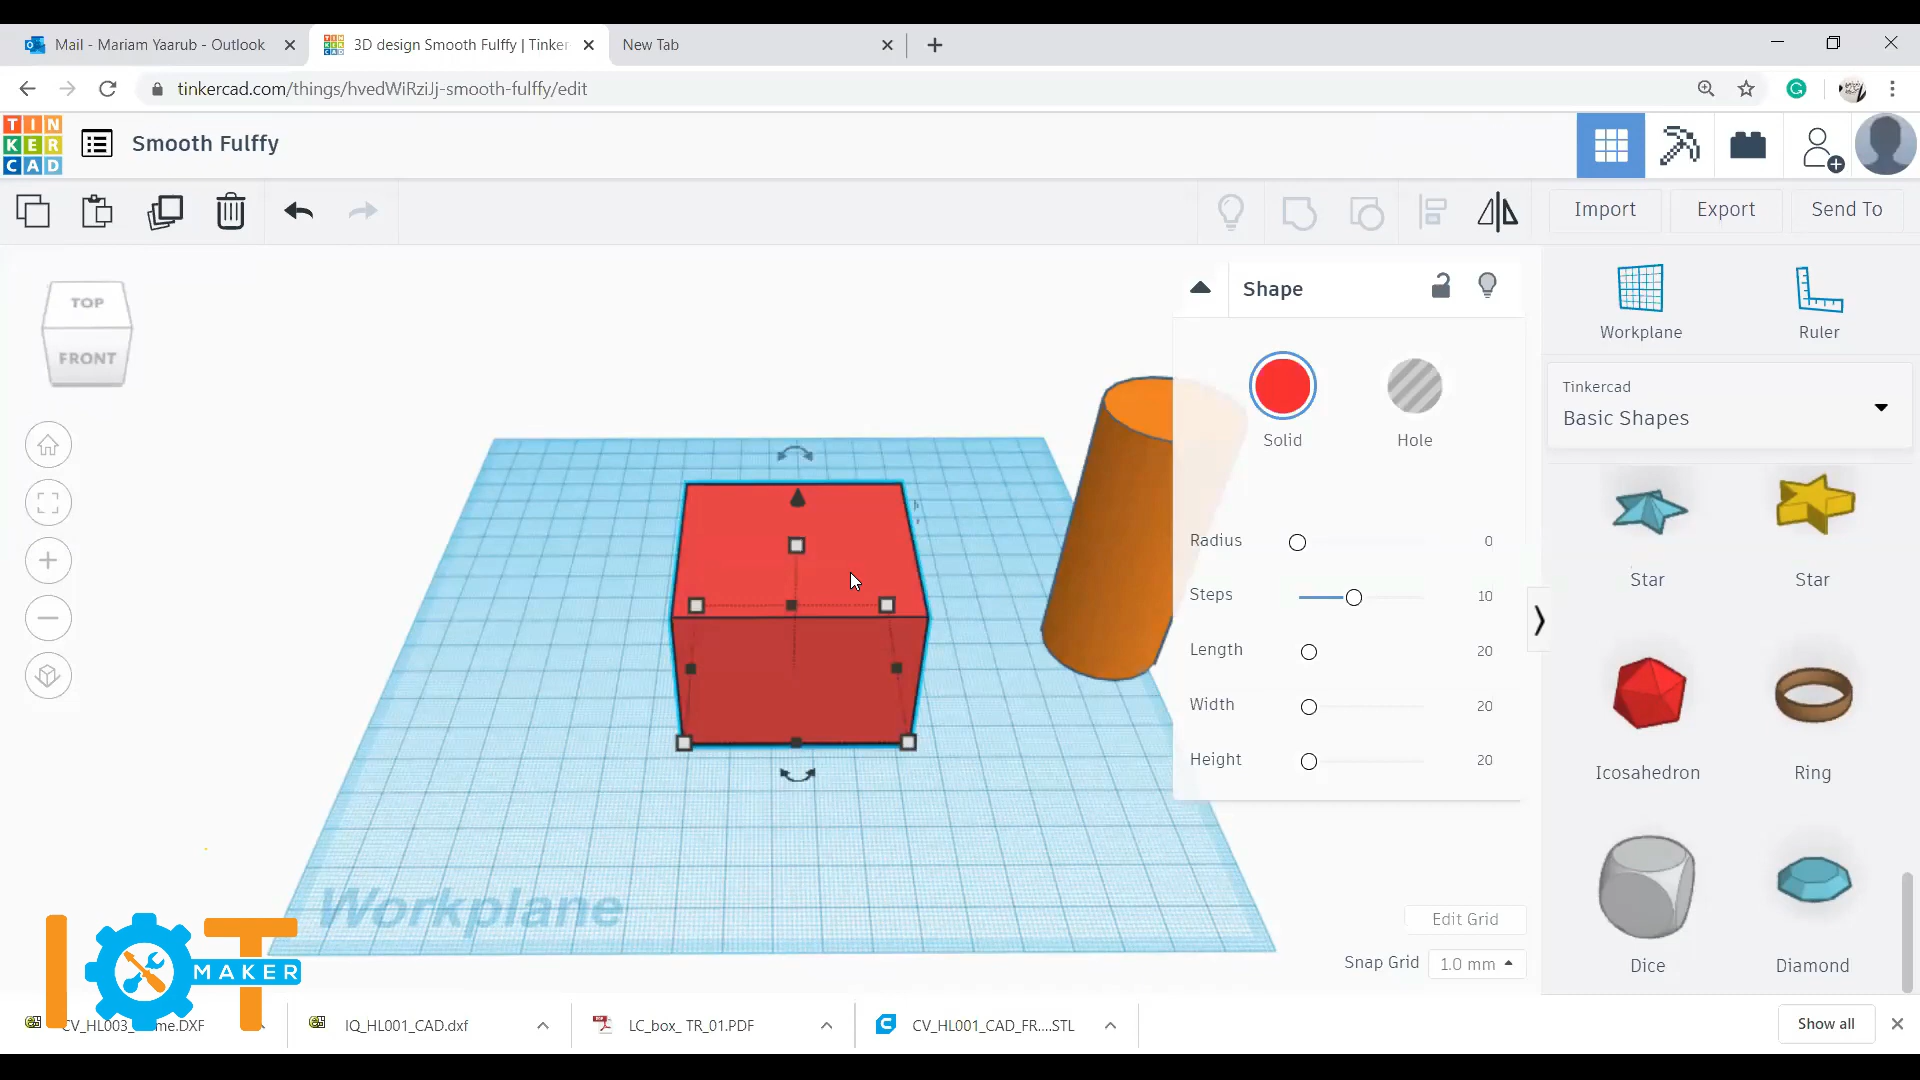 Mail - Mariam Yaarub - Outlook
3D design Smooth Fulffy | Tinker
New Tab
tinkercad.com/things/hvedWiRziJj-smooth-fulffy/edit
TIN
KER
CAD
Smooth Fulffy
Import
Export
Send To
TOP
FRONT
Shape
Solid
Hole
Radius 0
Steps 10
Length 20
Width 20
Height 20
Workplane
Ruler
Tinkercad
Basic Shapes
Star
Star
Icosahedron
Ring
Dice
Diamond
Workplane
Edit Grid
Snap Grid 1.0 mm
IoT
MAKER
IQ_HL001_CAD.dxf
LC_box_ TR_01.PDF
CV_HL001_CAD_FR....STL
Show all